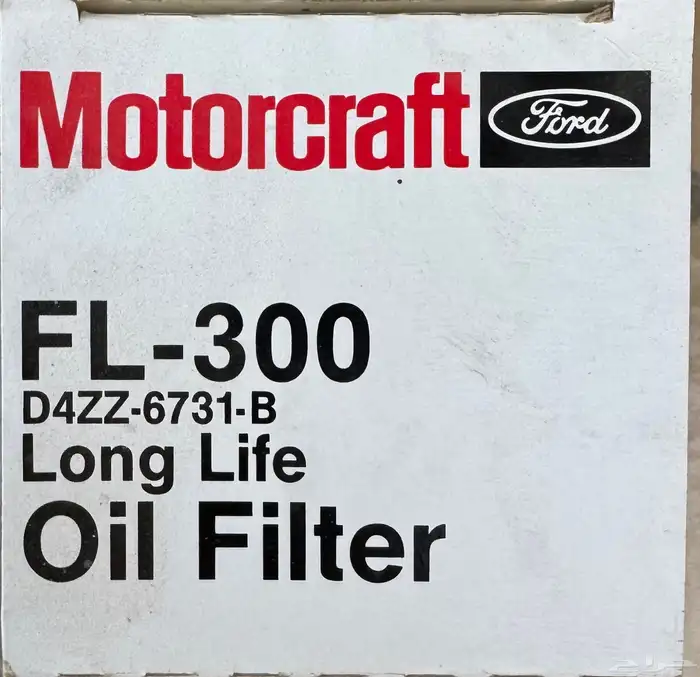 Motorcraft Ford
FL-300
D4ZZ-6731-B
Long Life
Oil Filter